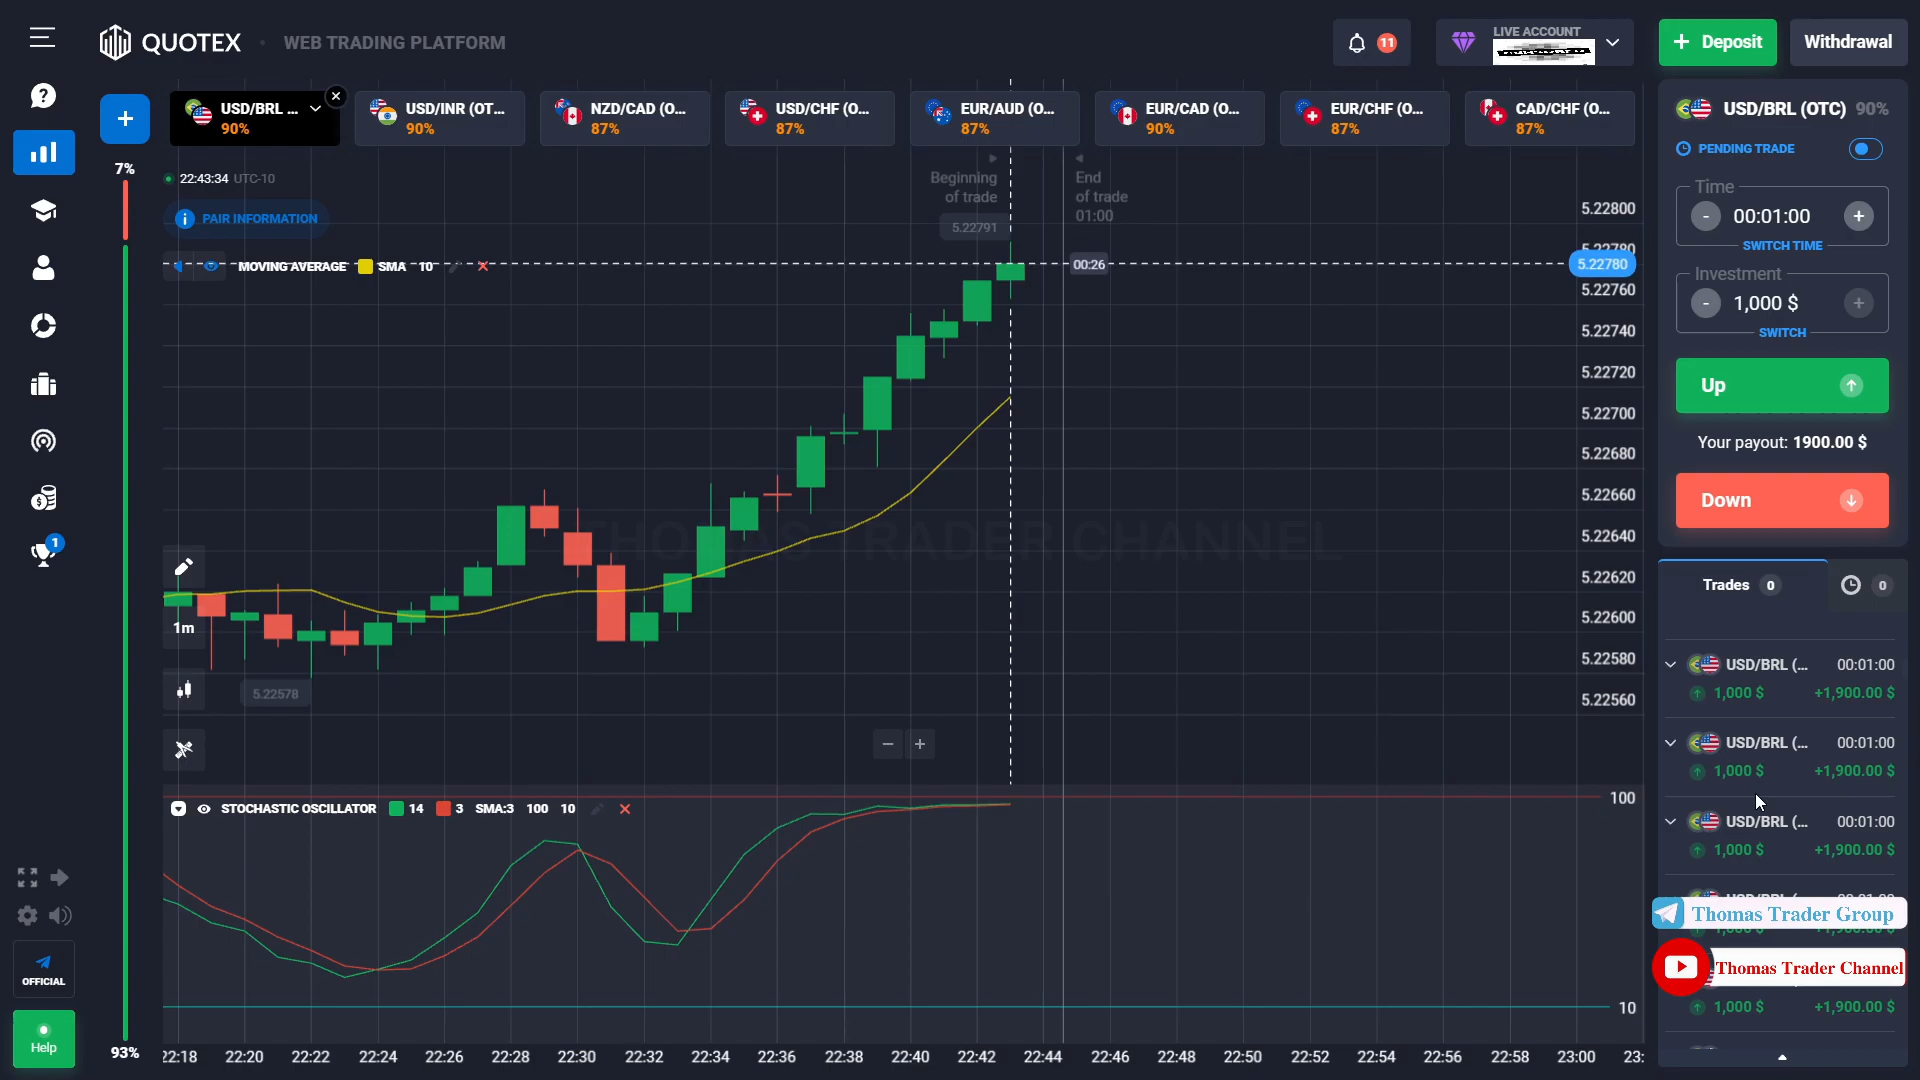 QUOTEX
WEB TRADING PLATFORM
11
LIVE ACCOUNT
+ Deposit
Withdrawal
USD/BRL ...
90%
USD/INR (OT...
90%
NZD/CAD (O...
87%
USD/CHF (O...
87%
EUR/AUD (O...
87%
EUR/CAD (O...
90%
EUR/CHF (O...
87%
CAD/CHF (O...
87%
7%
93%
22:43:34 UTC-10
PAIR INFORMATION
MOVING AVERAGE SMA 10
Beginning
of trade
End
of trade
01:00
5.22791
00:26
5.22800
5.22780
5.22780
5.22760
5.22740
5.22720
5.22700
5.22680
5.22660
5.22640
5.22620
5.22600
5.22580
5.22560
THOMAS TRADER CHANNEL
1m
5.22578
STOCHASTIC OSCILLATOR 14 3 SMA:3 100 10
100
10
22:18 22:20 22:22 22:24 22:26 22:28 22:30 22:32 22:34 22:36 22:38 22:40 22:42 22:44 22:46 22:48 22:50 22:52 22:54 22:56 22:58 23:00 23:
1
OFFICIAL
Help
USD/BRL (OTC) 90%
PENDING TRADE
Time
- 00:01:00 +
SWITCH TIME
Investment
- 1,000 $ +
SWITCH
Up
Your payout: 1900.00 $
Down
Trades 0
0
USD/BRL (... 00:01:00
1,000 $ +1,900.00 $
USD/BRL (... 00:01:00
1,000 $ +1,900.00 $
USD/BRL (... 00:01:00
1,000 $ +1,900.00 $
Thomas Trader Group
Thomas Trader Channel
1,000 $ +1,900.00 $